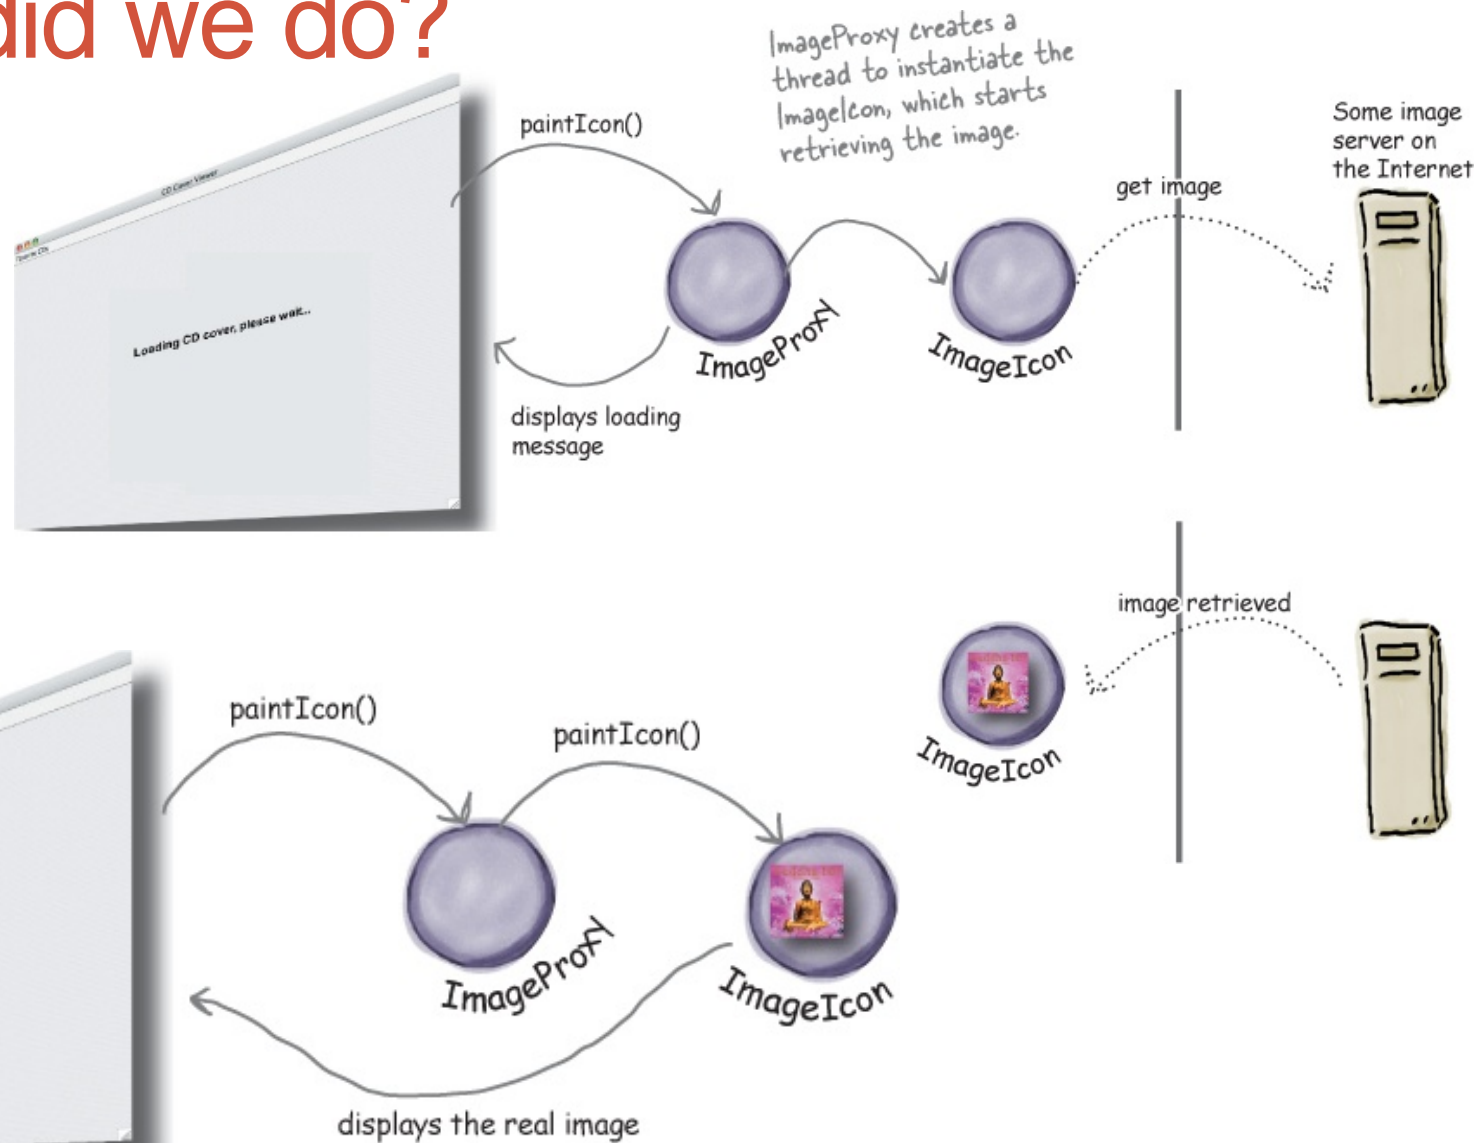 did we do?
ImageProxy creates a
thread to instantiate the
ImageIcon, which starts
retrieving the image.
paintIcon()
Some image
server on
the Internet
get image
CD Cover Viewer
Favorite CDs
Loading CD cover, please wait...
ImageProxy
ImageIcon
displays loading
message
image retrieved
ImageIcon
paintIcon()
paintIcon()
ImageProxy
ImageIcon
displays the real image